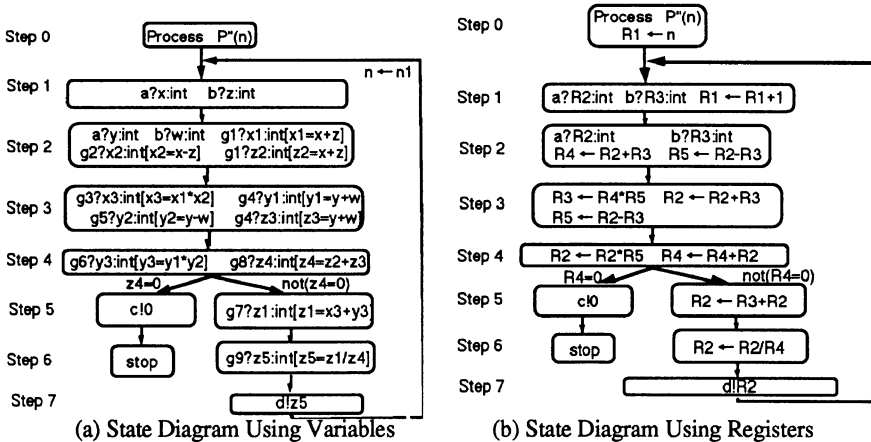 Step 0
Process P"(n)
n ← n1
Step 1
a?x:int b?z:int
Step 2
a?y:int b?w:int g1?x1:int[x1=x+z]
g2?x2:int[x2=x-z] g1?z2:int[z2=x+z]
Step 3
g3?x3:int[x3=x1*x2] g4?y1:int[y1=y+w
g5?y2:int[y2=y-w] g4?z3:int[z3=y+w]
Step 4
g6?y3:int[y3=y1*y2] g8?z4:int[z4=z2+z3
z4=0 not(z4=0)
Step 5
c!0 g7?z1:int[z1=x3+y3
Step 6
stop g9?z5:int[z5=z1/z4]
Step 7
d!z5
(a) State Diagram Using Variables
Step 0
Process P"(n)
R1 ← n
Step 1
a?R2:int b?R3:int R1 ← R1+1
Step 2
a?R2:int b?R3:int
R4 ← R2+R3 R5 ← R2-R3
Step 3
R3 ← R4*R5 R2 ← R2+R3
R5 ← R2-R3
Step 4
R2 ← R2*R5 R4 ← R4+R2
R4=0 not(R4=0)
Step 5
c!0 R2 ← R3+R2
Step 6
stop R2 ← R2/R4
Step 7
d!R2
(b) State Diagram Using Registers